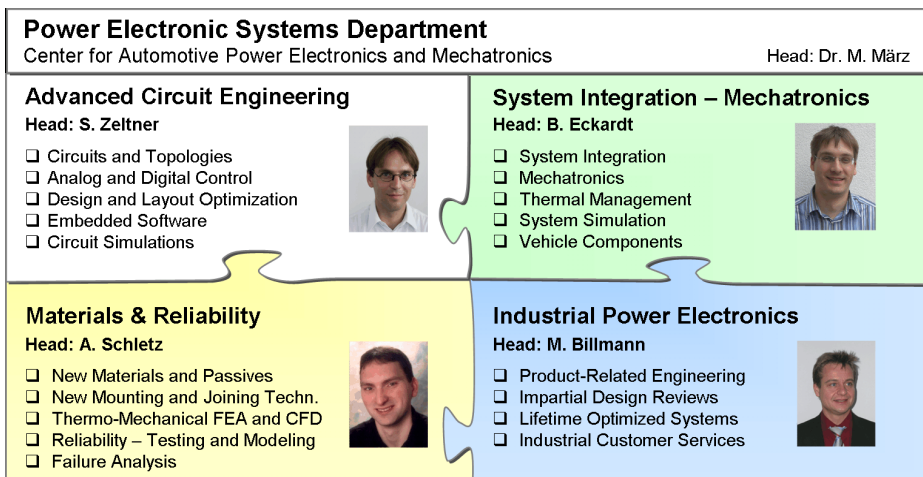 Power Electronic Systems Department
Center for Automotive Power Electronics and Mechatronics
Head: Dr. M. März
Advanced Circuit Engineering
Head: S. Zeltner
❑ Circuits and Topologies
❑ Analog and Digital Control
❑ Design and Layout Optimization
❑ Embedded Software
❑ Circuit Simulations
System Integration – Mechatronics
Head: B. Eckardt
❑ System Integration
❑ Mechatronics
❑ Thermal Management
❑ System Simulation
❑ Vehicle Components
Materials & Reliability
Head: A. Schletz
❑ New Materials and Passives
❑ New Mounting and Joining Techn.
❑ Thermo-Mechanical FEA and CFD
❑ Reliability – Testing and Modeling
❑ Failure Analysis
Industrial Power Electronics
Head: M. Billmann
❑ Product-Related Engineering
❑ Impartial Design Reviews
❑ Lifetime Optimized Systems
❑ Industrial Customer Services